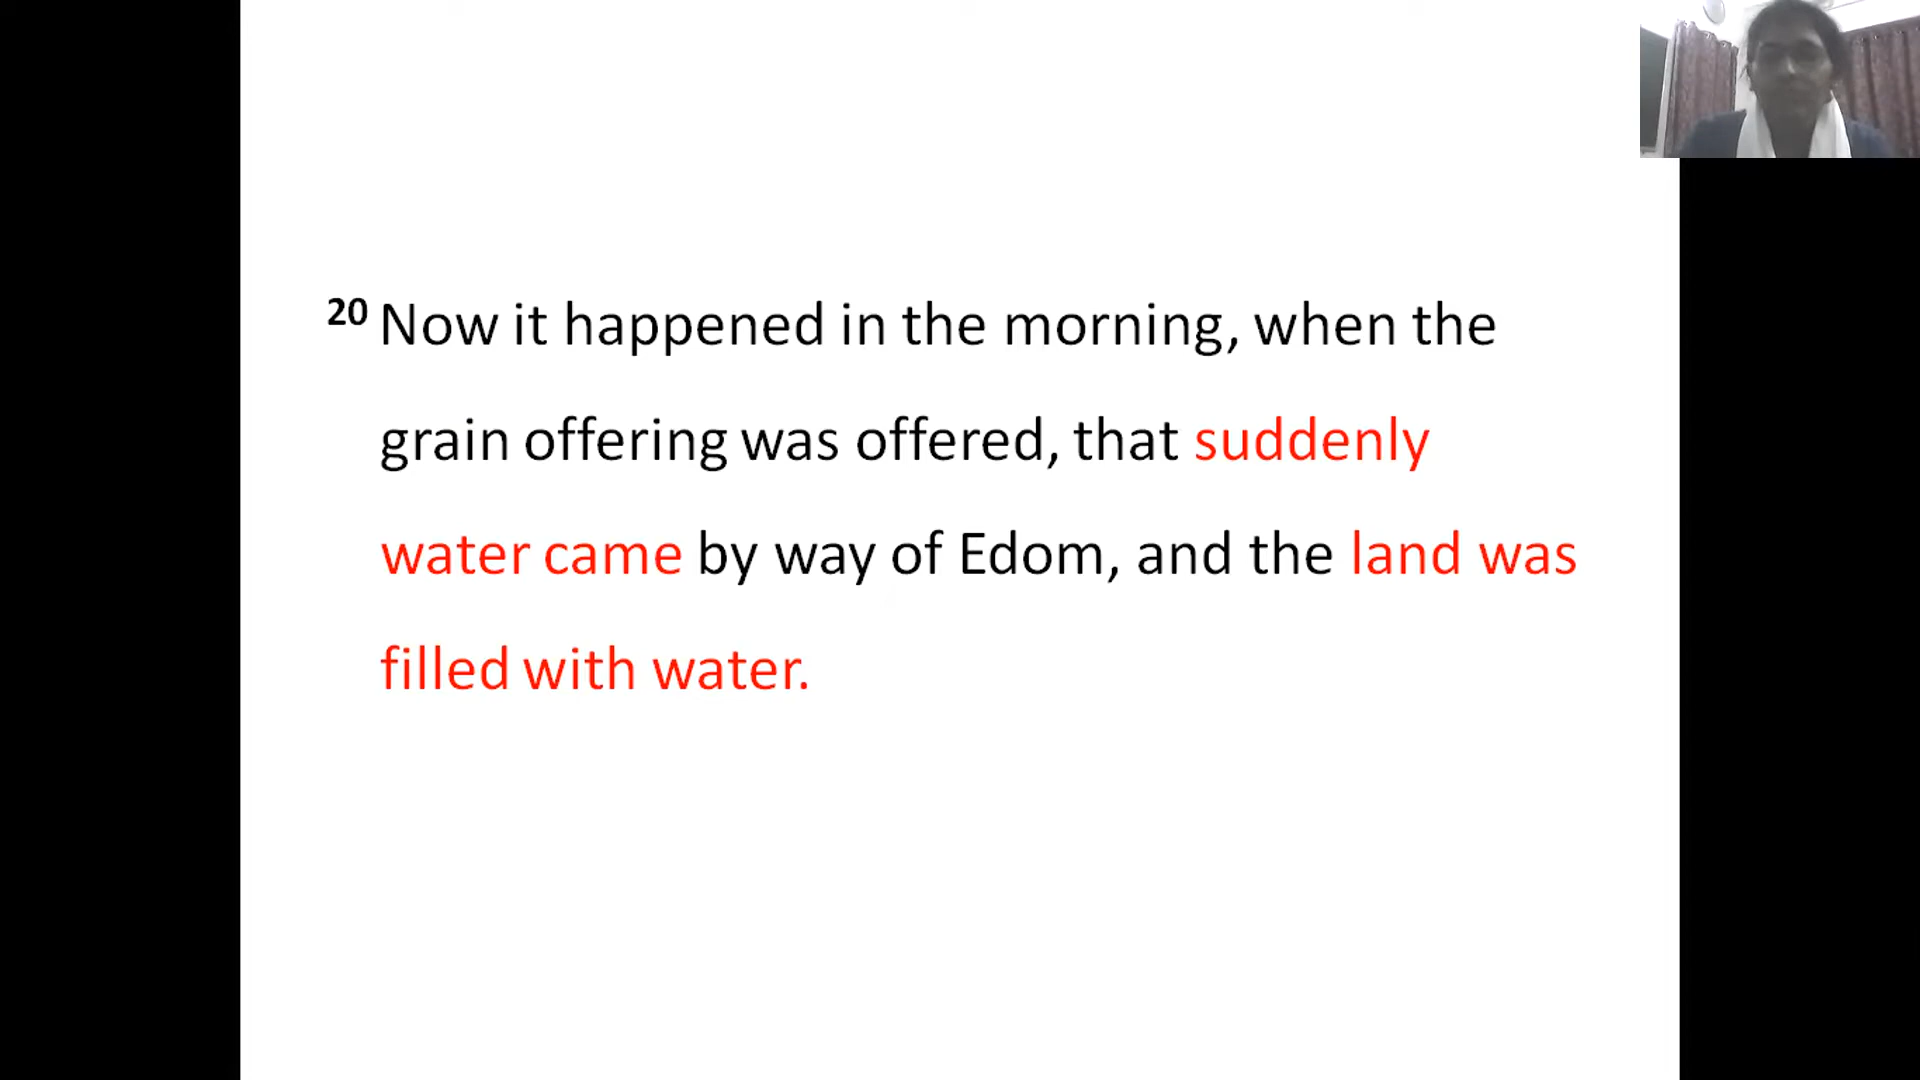 20 Now it happened in the morning, when the
grain offering was offered, that suddenly
water came by way of Edom, and the land was
filled with water.